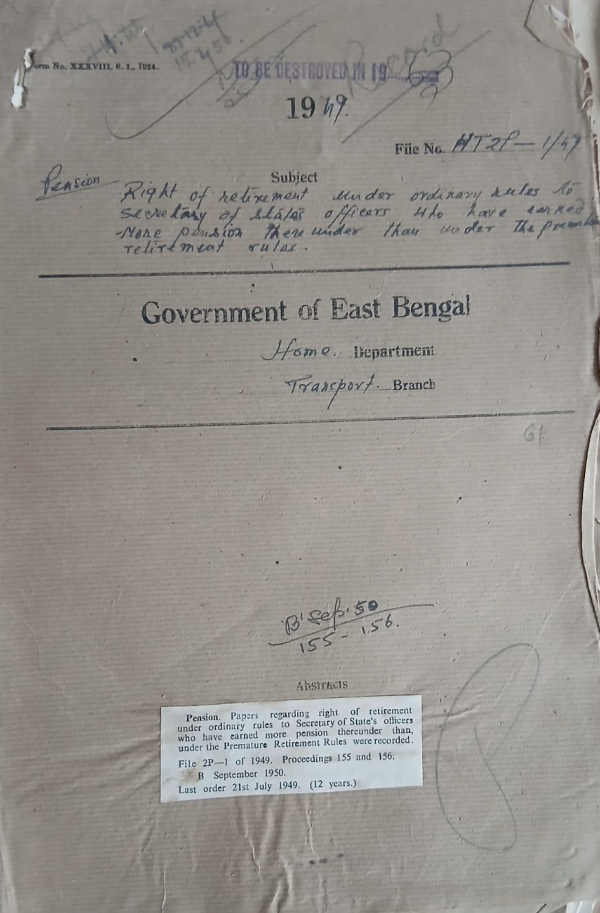 15.4.50
Form No. XXXVIII, R. I., 1924.
TO BE DESTROYED IN 19
Record
1949.
File No. HT2P-1/49
Subject
Pension
Right of retirement under ordinary rules to
secretary of states officers who have earned
more pension thereunder than under the
retirement rules.
Government of East Bengal
Home. Department
Transport. Branch
61
B' Sep. 50
155-156.
Abstracts
Pension. Papers regarding right of retirement
under ordinary rules to Secretary of State's officers
who have earned more pension thereunder than,
under the Premature Retirement Rules were recorded.
File 2P—1 of 1949. Proceedings 155 and 156.
B September 1950.
Last order 21st July 1949. (12 years.)